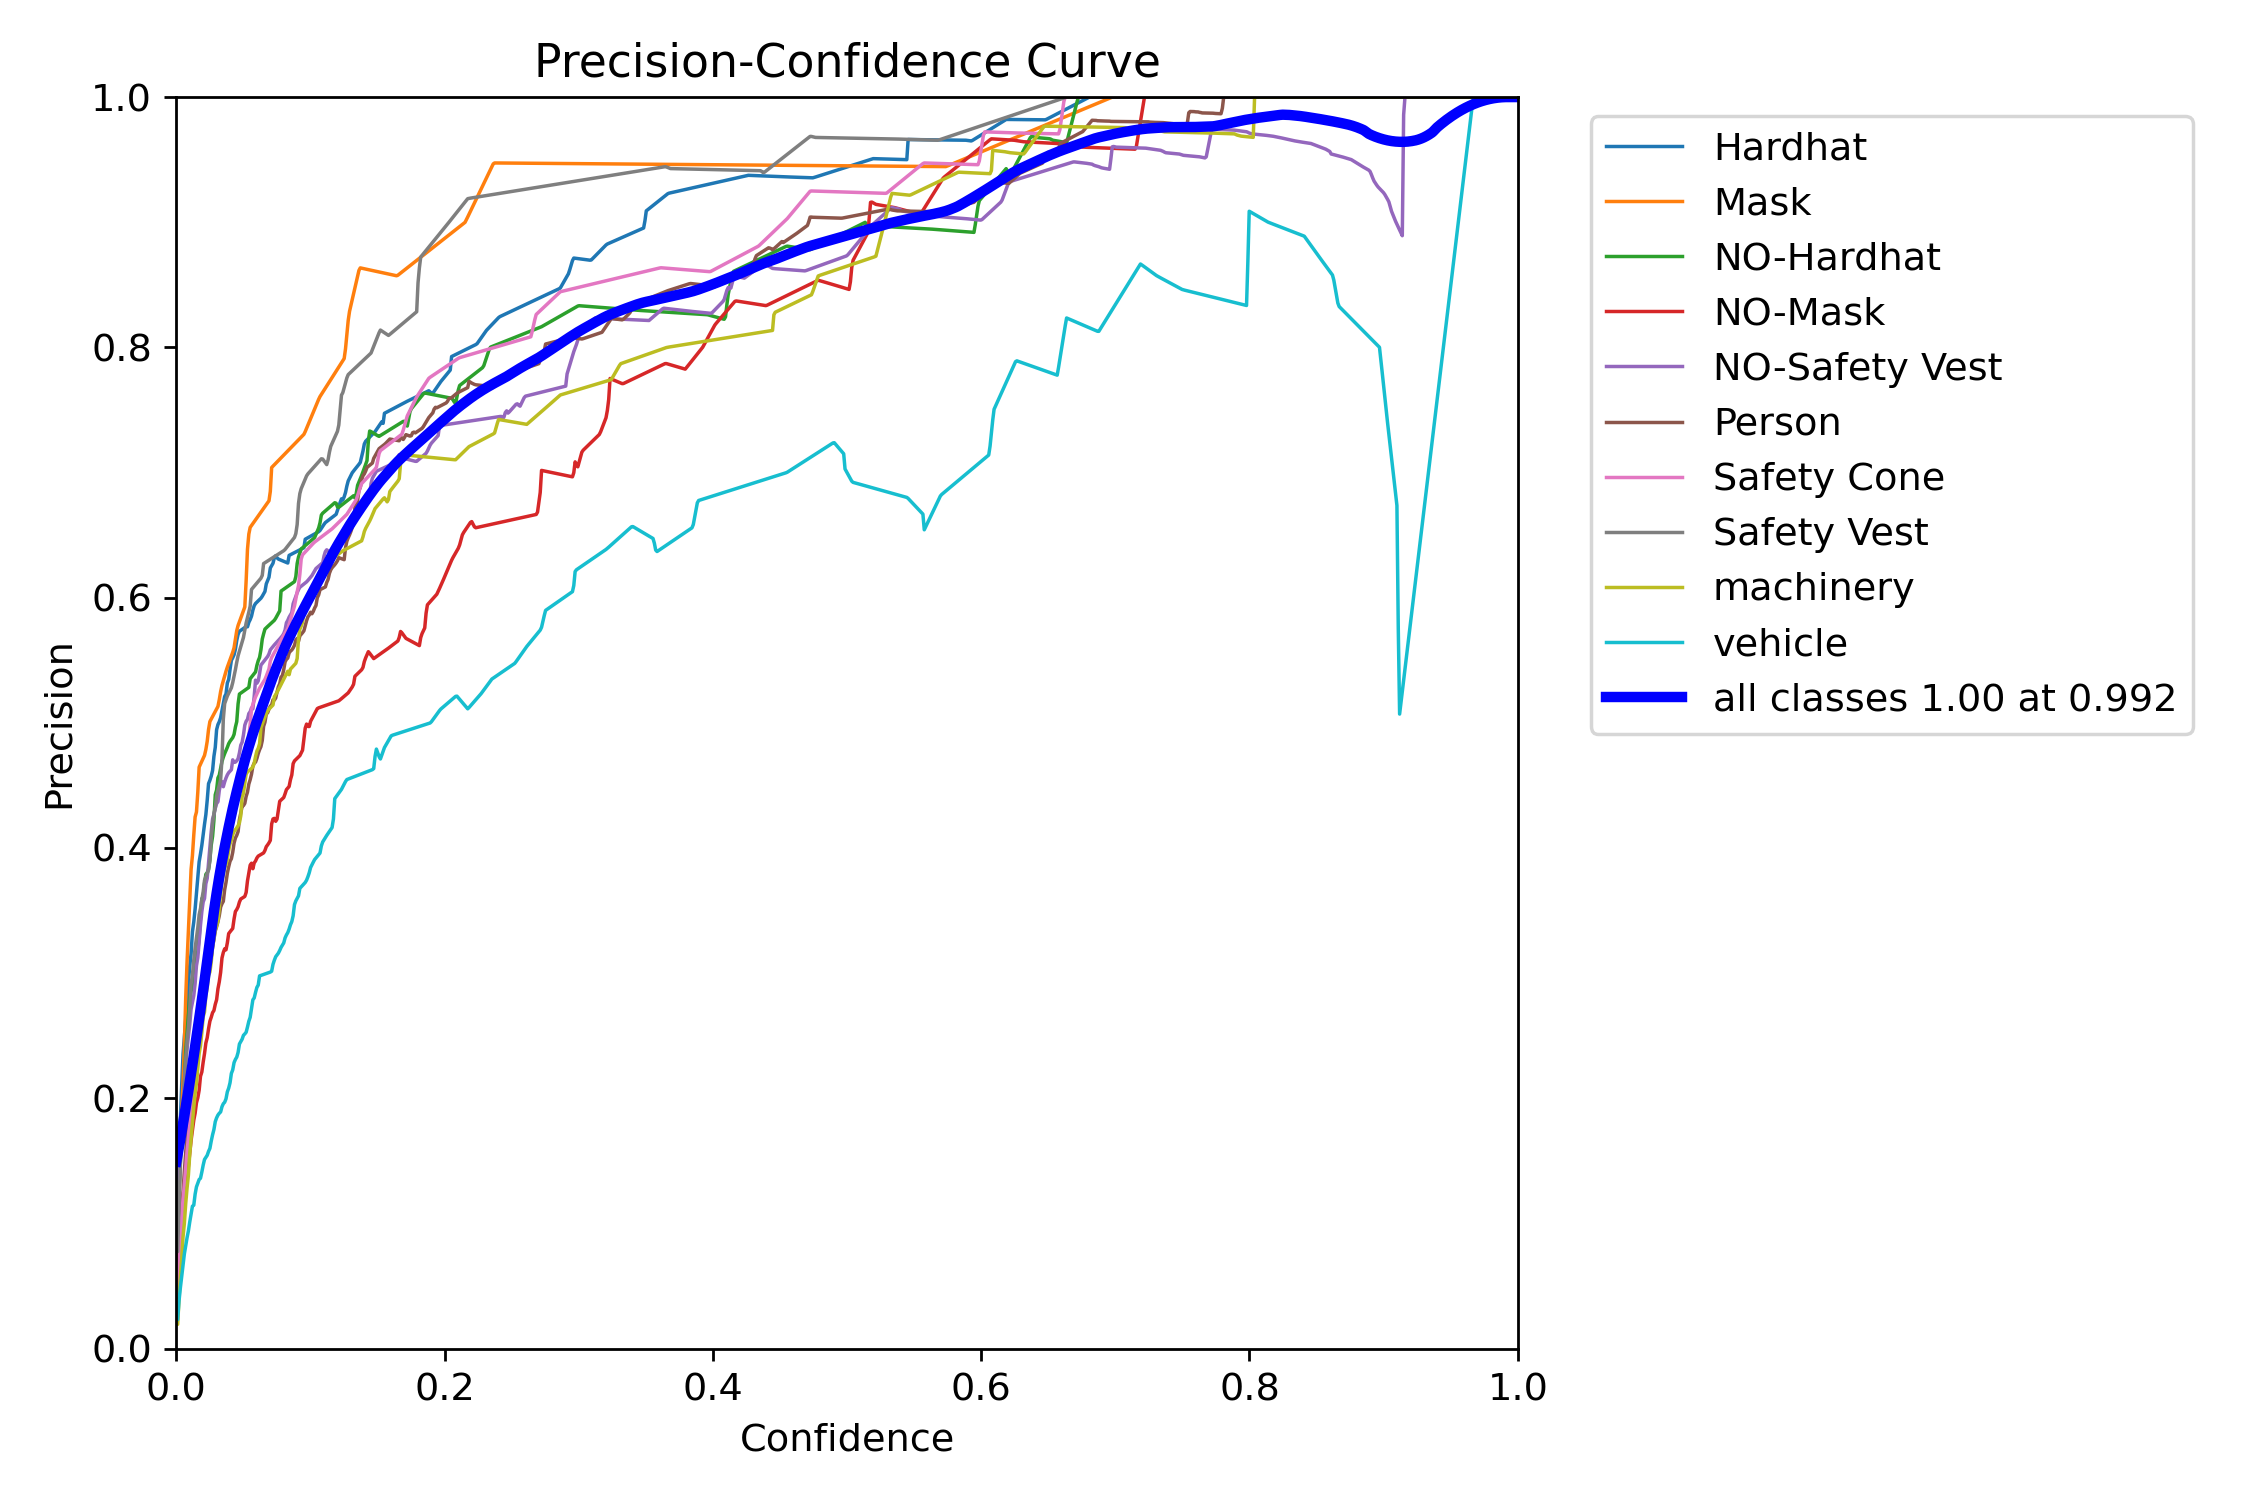 Precision-Confidence Curve
1.0
0.8
0.6
0.4
0.2
0.0
Precision
0.0 0.2 0.4 0.6 0.8 1.0
Confidence
Hardhat
Mask
NO-Hardhat
NO-Mask
NO-Safety Vest
Person
Safety Cone
Safety Vest
machinery
vehicle
all classes 1.00 at 0.992